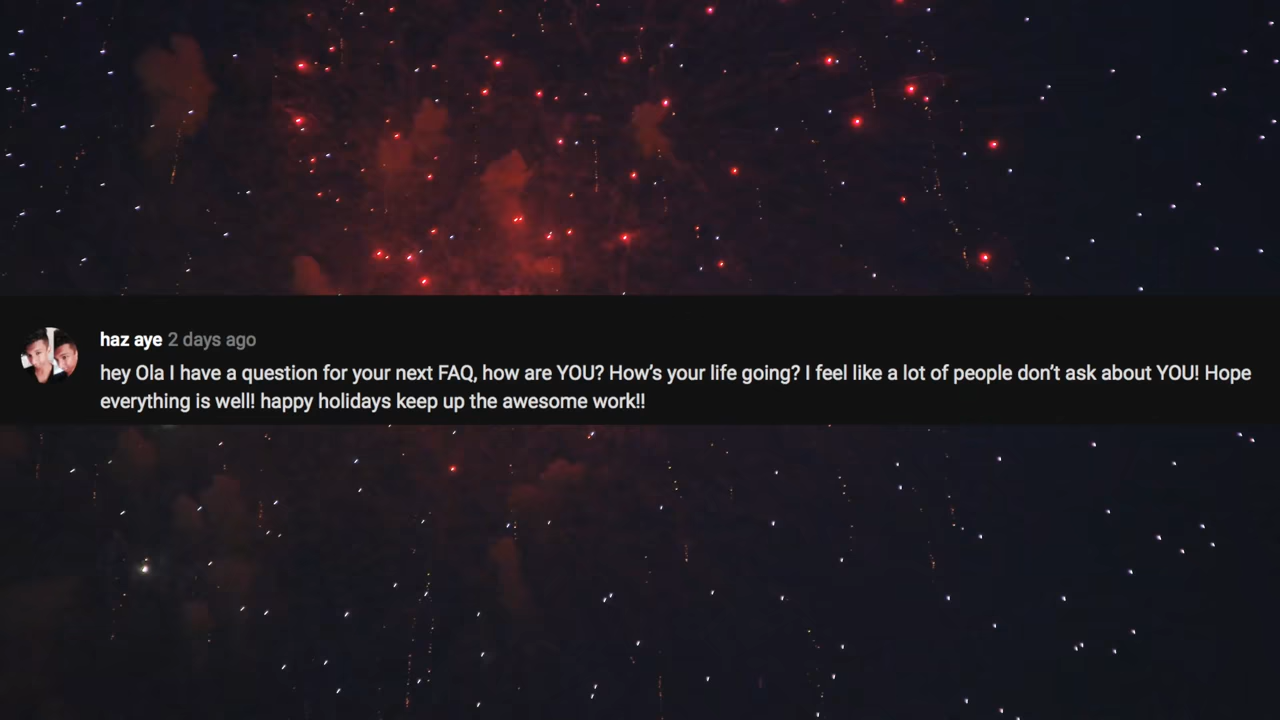 haz aye 2 days ago
hey Ola I have a question for your next FAQ, how are YOU? How's your life going? I feel like a lot of people don't ask about YOU! Hope
everything is well! happy holidays keep up the awesome work!!